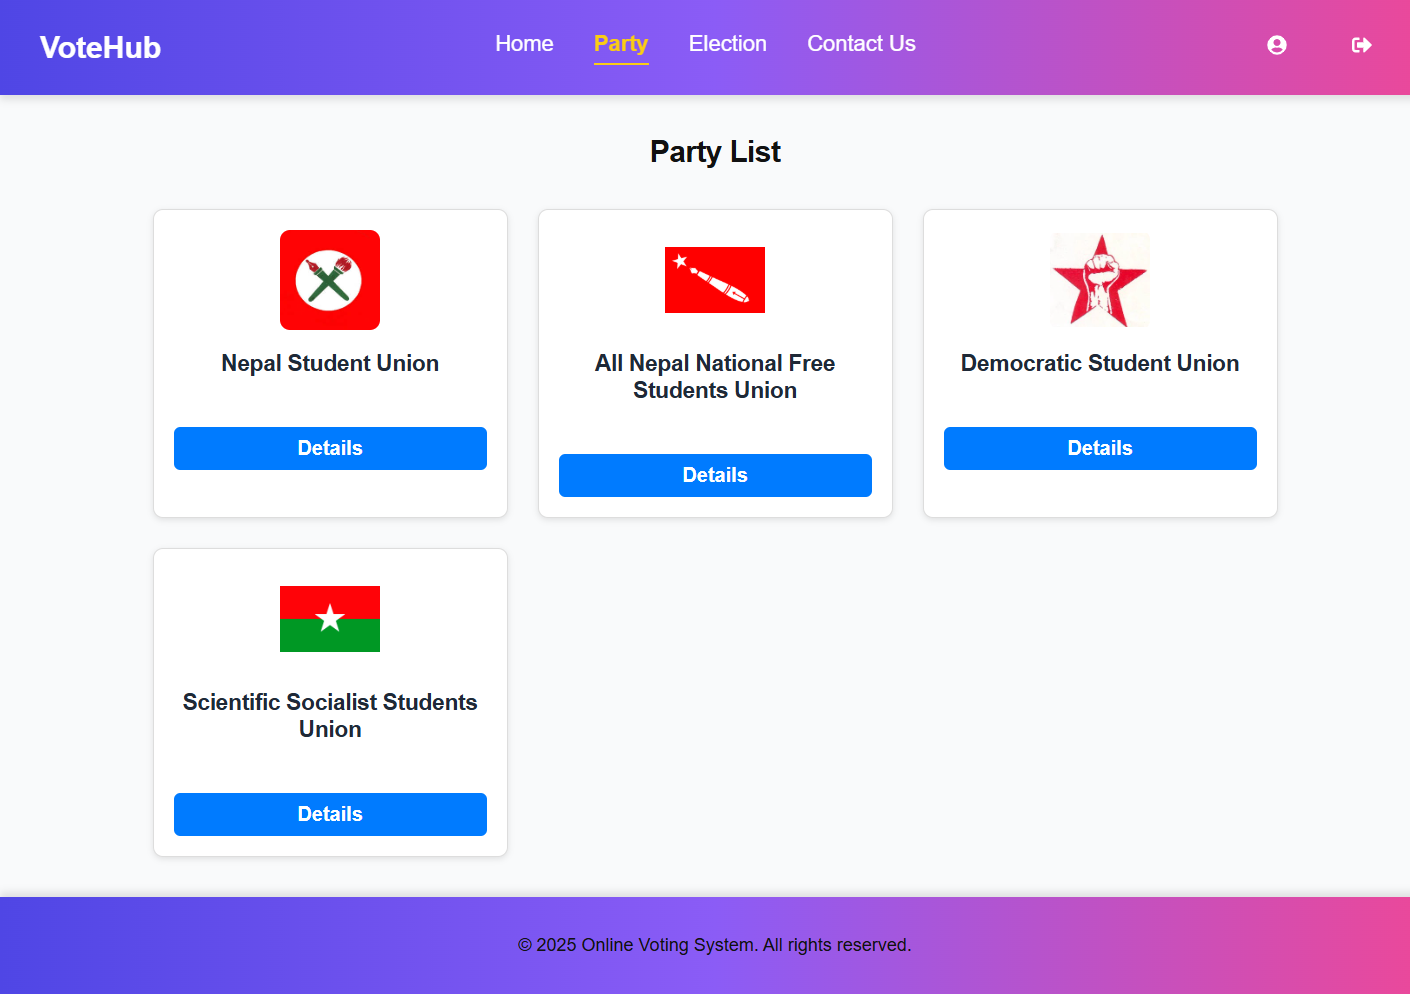 VoteHub
Home
Party
Election
Contact Us
Party List
Nepal Student Union
Details
All Nepal National Free
Students Union
Details
Democratic Student Union
Details
Scientific Socialist Students
Union
Details
© 2025 Online Voting System. All rights reserved.